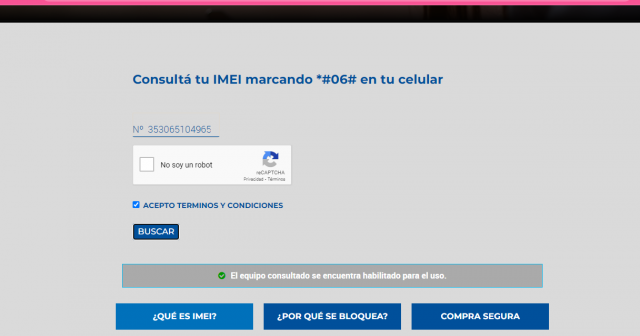 Consultá tu IMEI marcando *#06# en tu celular
Nº 353065104965
No soy un robot
reCAPTCHA
Privacidad - Términos
ACEPTO TERMINOS Y CONDICIONES
BUSCAR
El equipo consultado se encuentra habilitado para el uso.
¿QUÉ ES IMEI?
¿POR QUÉ SE BLOQUEA?
COMPRA SEGURA